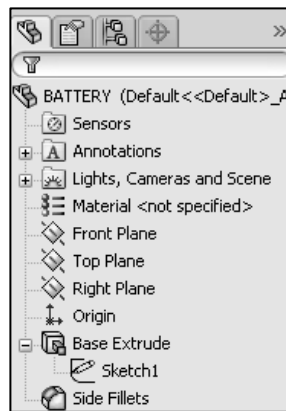 BATTERY (Default<<Default>_A
Sensors
A Annotations
Lights, Cameras and Scene
Material <not specified>
Front Plane
Top Plane
Right Plane
Origin
Base Extrude
Sketch1
Side Fillets